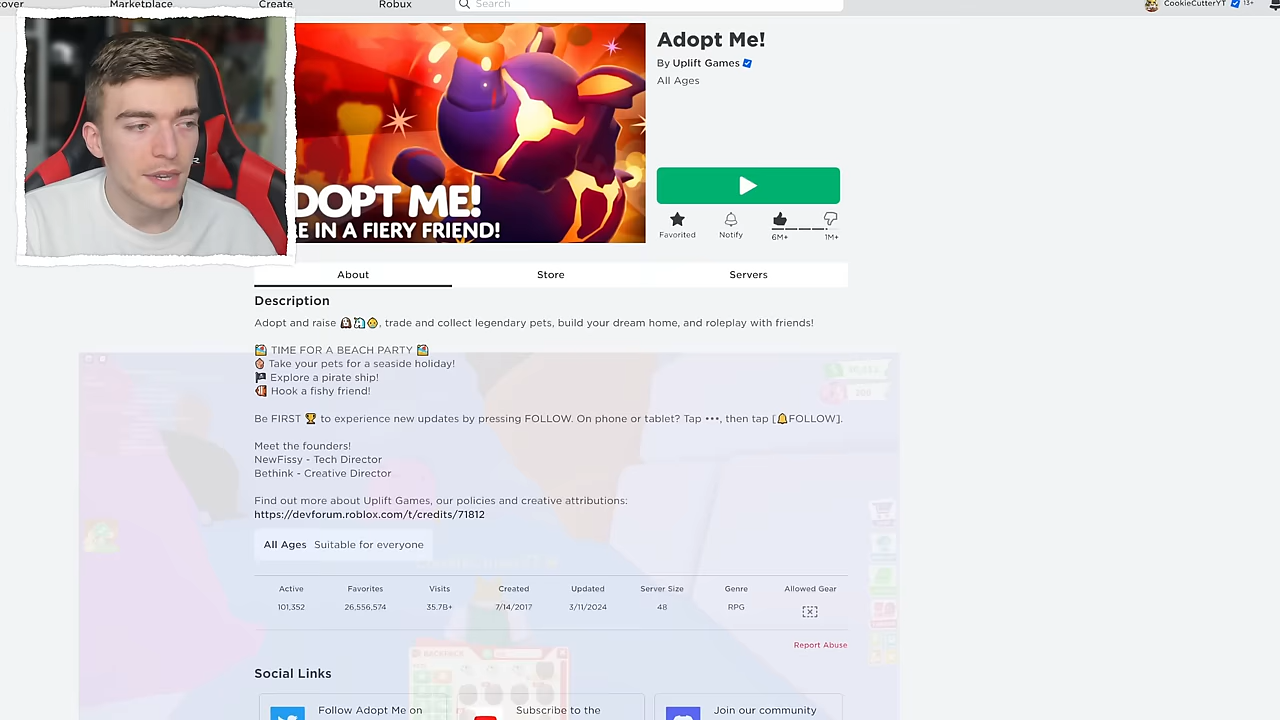 Marketplace
Create
Robux
Search
CookieCutterYT
13+
Adopt Me!
By Uplift Games
All Ages
DOPT ME!
E IN A FIERY FRIEND!
Favorited
Notify
6M+
1M+
About
Store
Servers
Description
Adopt and raise 🐶🦄🐥, trade and collect legendary pets, build your dream home, and roleplay with friends!
TIME FOR A BEACH PARTY
Take your pets for a seaside holiday!
🏴 Explore a pirate ship!
Hook a fishy friend!
Be FIRST 🏆 to experience new updates by pressing FOLLOW. On phone or tablet? Tap •••, then tap [🔔FOLLOW].
Meet the founders!
NewFissy - Tech Director
Bethink - Creative Director
Find out more about Uplift Games, our policies and creative attributions:
https://devforum.roblox.com/t/credits/71812
All Ages Suitable for everyone
Active Favorites Visits Created Updated Server Size Genre Allowed Gear
101,352 26,556,574 35.7B+ 7/14/2017 3/11/2024 48 RPG
Report Abuse
Social Links
Follow Adopt Me on
Subscribe to the
Join our community